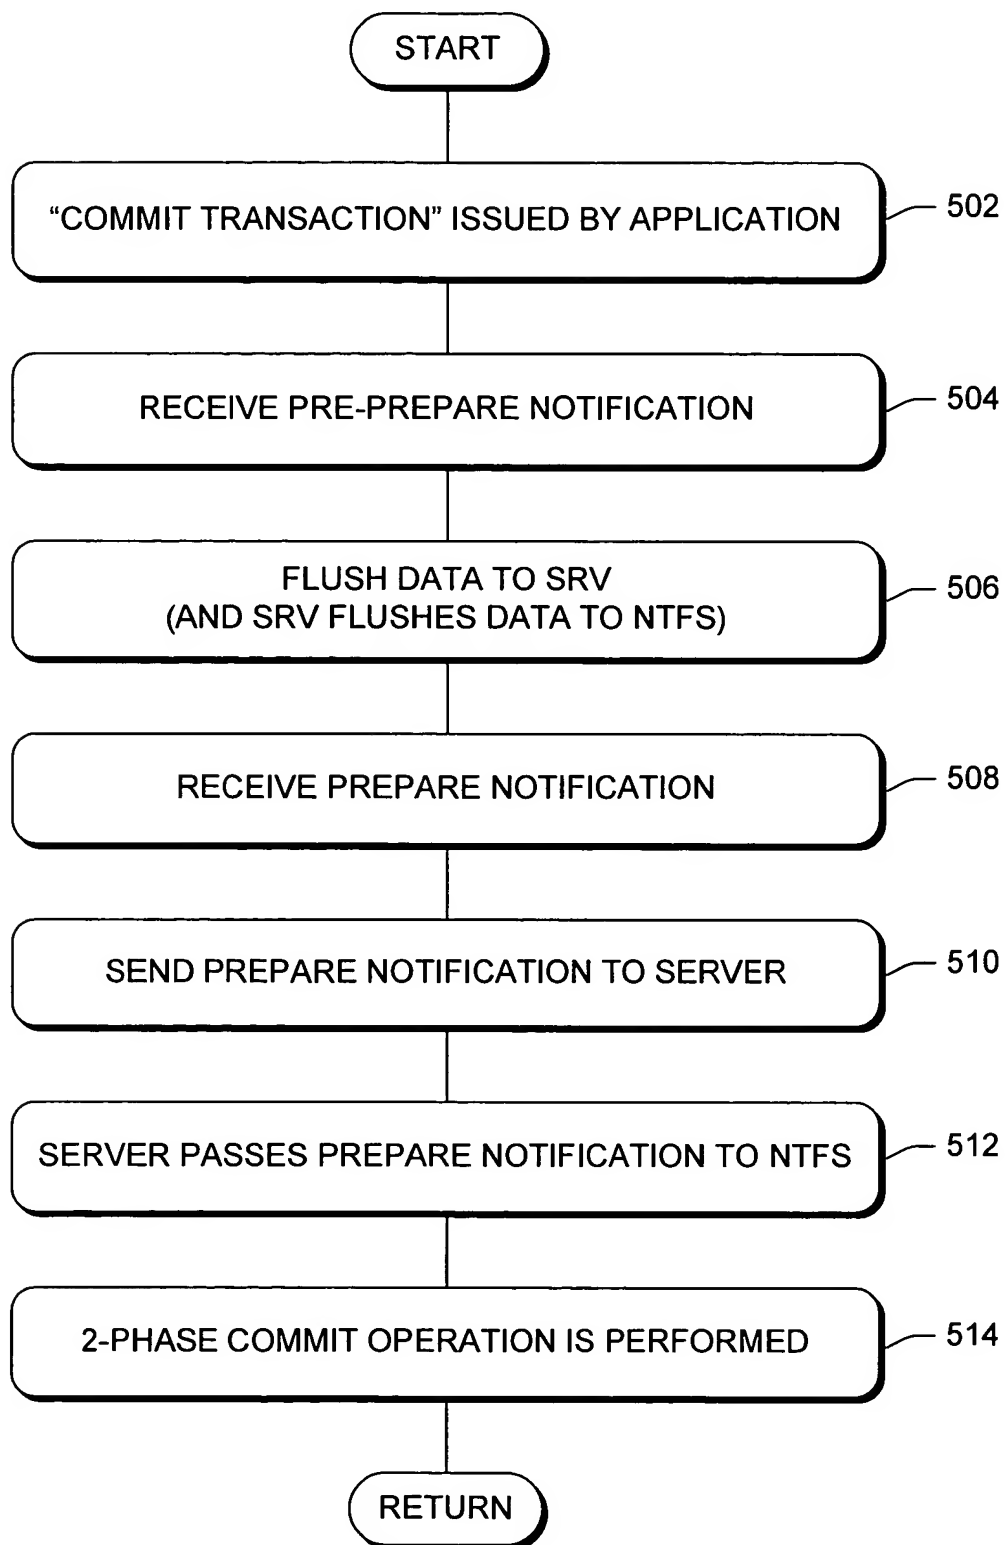 START
“COMMIT TRANSACTION” ISSUED BY APPLICATION
502
RECEIVE PRE-PREPARE NOTIFICATION
504
FLUSH DATA TO SRV
(AND SRV FLUSHES DATA TO NTFS)
506
RECEIVE PREPARE NOTIFICATION
508
SEND PREPARE NOTIFICATION TO SERVER
510
SERVER PASSES PREPARE NOTIFICATION TO NTFS
512
2-PHASE COMMIT OPERATION IS PERFORMED
514
RETURN